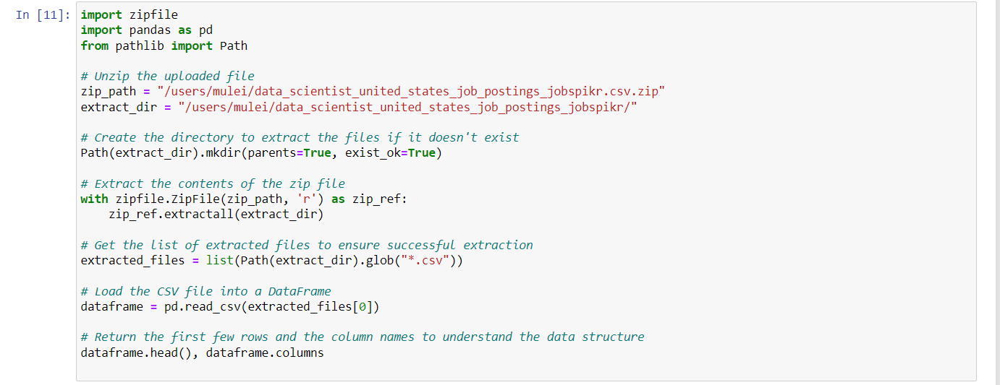 In [11]: import zipfile
import pandas as pd
from pathlib import Path
# Unzip the uploaded file
zip_path = "/users/mulei/data_scientist_united_states_job_postings_jobspikr.csv.zip"
extract_dir = "/users/mulei/data_scientist_united_states_job_postings_jobspikr/"
# Create the directory to extract the files if it doesn't exist
Path(extract_dir).mkdir(parents=True, exist_ok=True)
# Extract the contents of the zip file
with zipfile.ZipFile(zip_path, 'r') as zip_ref:
    zip_ref.extractall(extract_dir)
# Get the list of extracted files to ensure successful extraction
extracted_files = list(Path(extract_dir).glob("*.csv"))
# Load the CSV file into a DataFrame
dataframe = pd.read_csv(extracted_files[0])
# Return the first few rows and the column names to understand the data structure
dataframe.head(), dataframe.columns